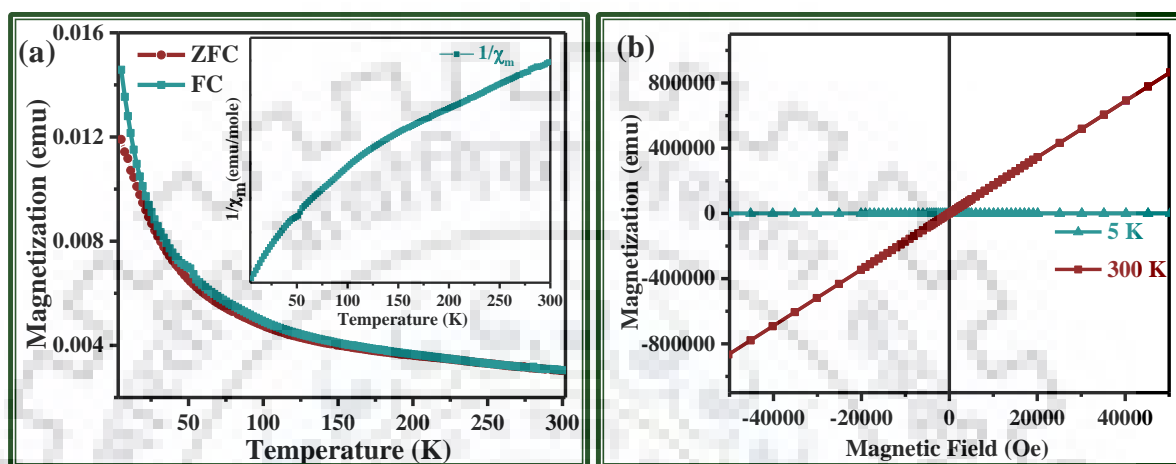 (a)
ZFC
FC
1/χm
0.016
0.012
0.008
0.004
Magnetization (emu)
1/χm(emu/mole)
50 100 150 200 250 300
Temperature (K)
50 100 150 200 250 300
Temperature (K)
(b)
800000
400000
0
-400000
-800000
Magnetization (emu)
5 K
300 K
-40000 -20000 0 20000 40000
Magnetic Field (Oe)